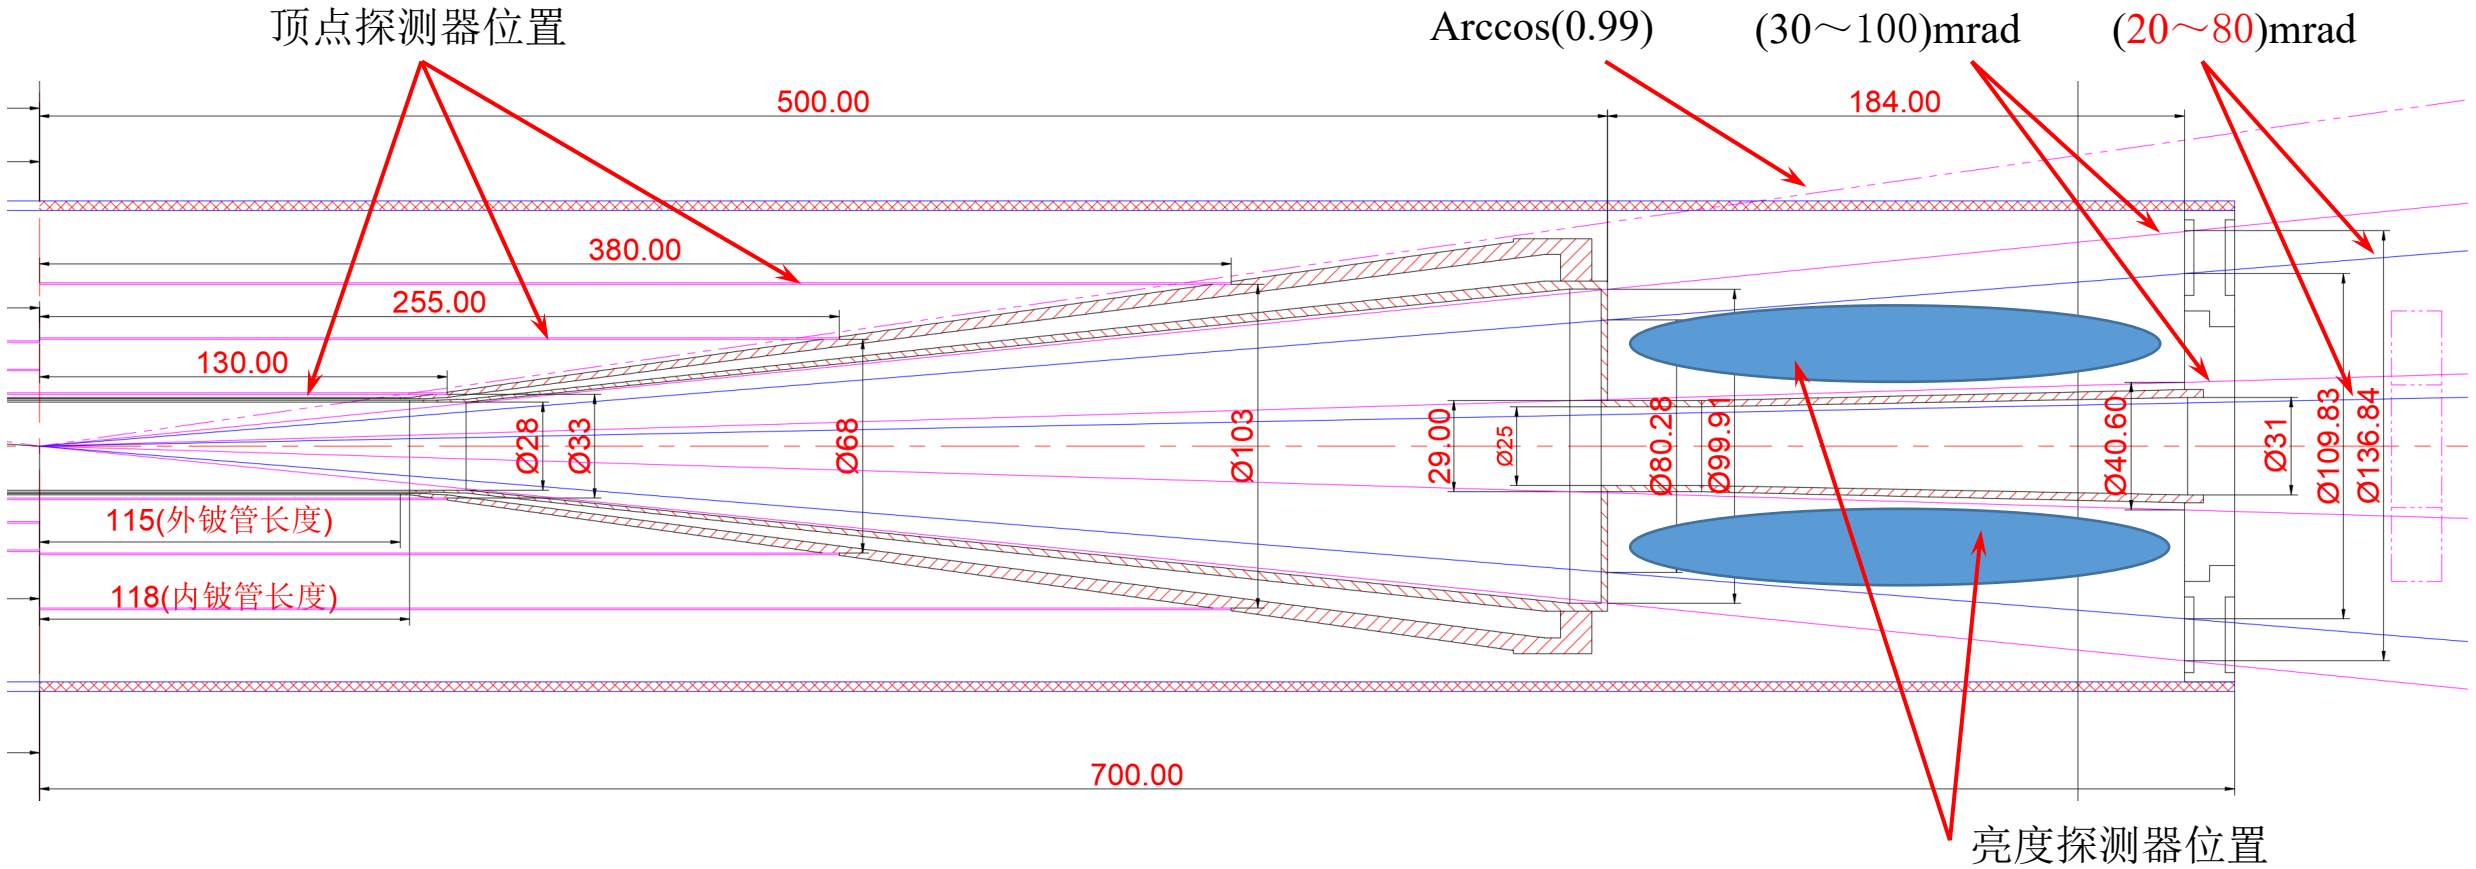 顶点探测器位置
Arccos(0.99)
(30～100)mrad
(20～80)mrad
500.00
184.00
380.00
255.00
130.00
Ø28
Ø33
Ø68
Ø103
29.00
Ø25
Ø80.28
Ø99.91
Ø40.60
Ø31
Ø109.83
Ø136.84
115(外铍管长度)
118(内铍管长度)
700.00
亮度探测器位置